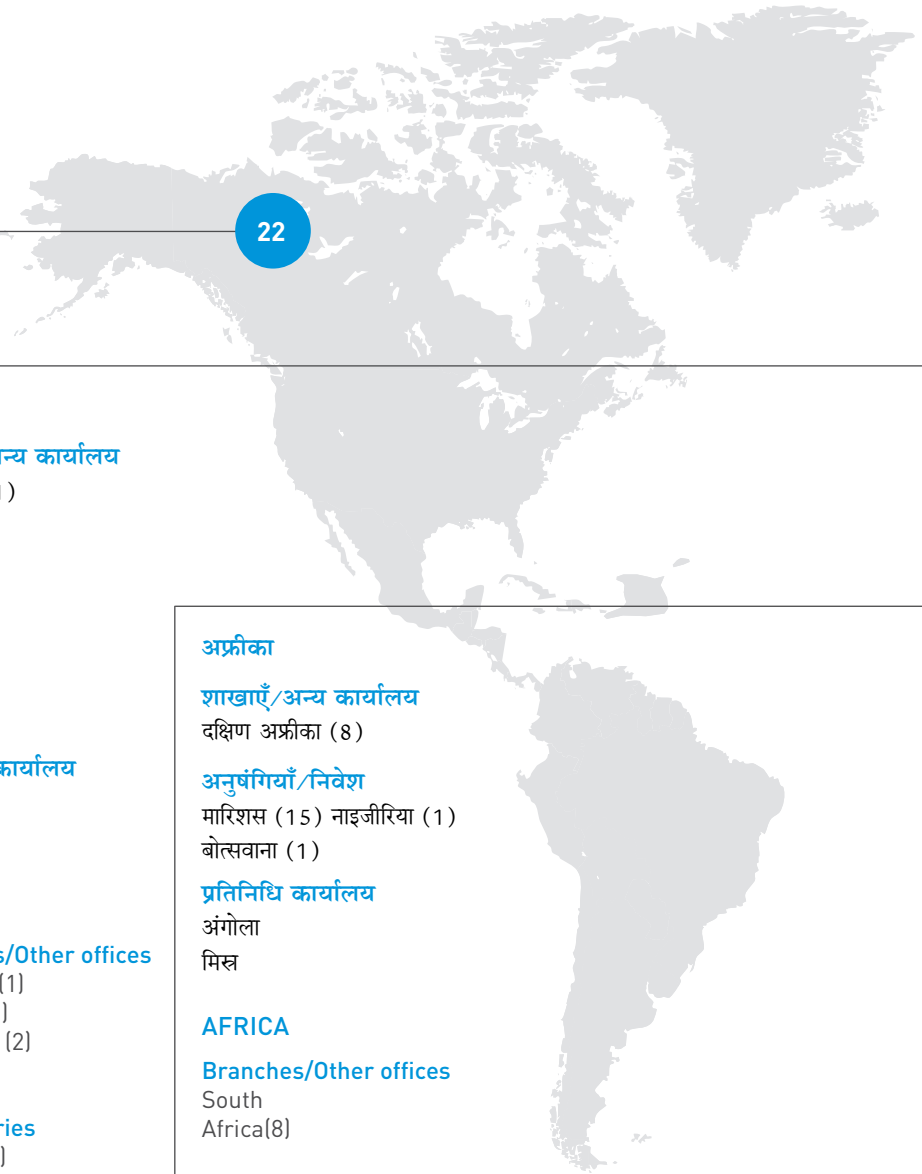 22
न्य कार्यालय
)
कार्यालय
s/Other offices
(1)
)
(2)
ries
)
अफ्रीका
शाखाएँ/अन्य कार्यालय
दक्षिण अफ्रीका (8)
अनुषंगियाँ/निवेश
मारिशस (15) नाइजीरिया (1)
बोत्सवाना (1)
प्रतिनिधि कार्यालय
अंगोला
मिस्र
AFRICA
Branches/Other offices
South
Africa(8)